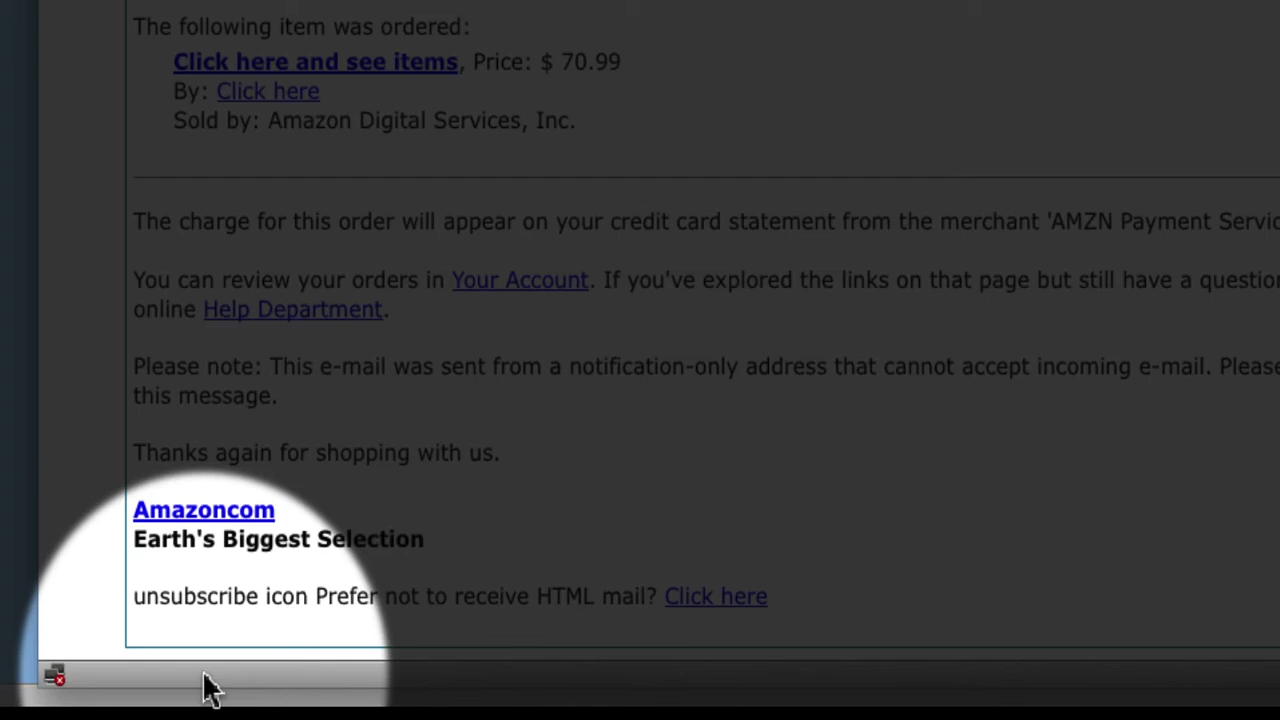 The following item was ordered:
Click here and see items, Price: $ 70.99
By: Click here
Sold by: Amazon Digital Services, Inc.
The charge for this order will appear on your credit card statement from the merchant 'AMZN Payment Servic
You can review your orders in Your Account. If you've explored the links on that page but still have a question
online Help Department.
Please note: This e-mail was sent from a notification-only address that cannot accept incoming e-mail. Please
this message.
Thanks again for shopping with us.
Amazoncom
Earth's Biggest Selection
unsubscribe icon Prefer not to receive HTML mail? Click here